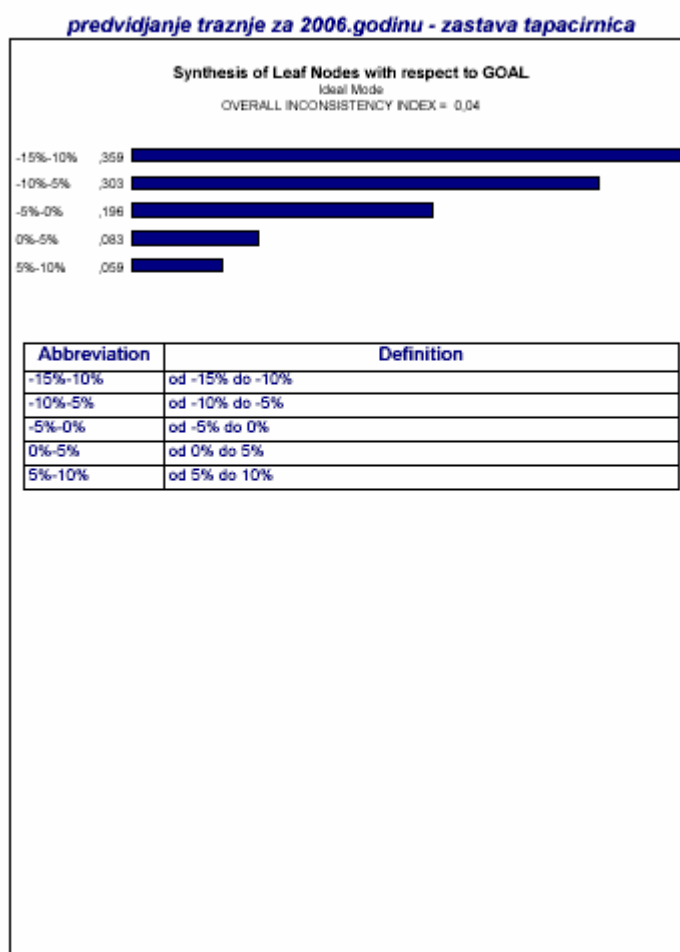 predvidjanje traznje za 2006.godinu - zastava tapacirnica
Synthesis of Leaf Nodes with respect to GOAL
Ideal Mode
OVERALL INCONSISTENCY INDEX = 0,04
-15%-10% ,359
-10%-5% ,303
-5%-0% ,196
0%-5% ,083
5%-10% ,059
Abbreviation Definition
-15%-10% od -15% do -10%
-10%-5% od -10% do -5%
-5%-0% od -5% do 0%
0%-5% od 0% do 5%
5%-10% od 5% do 10%